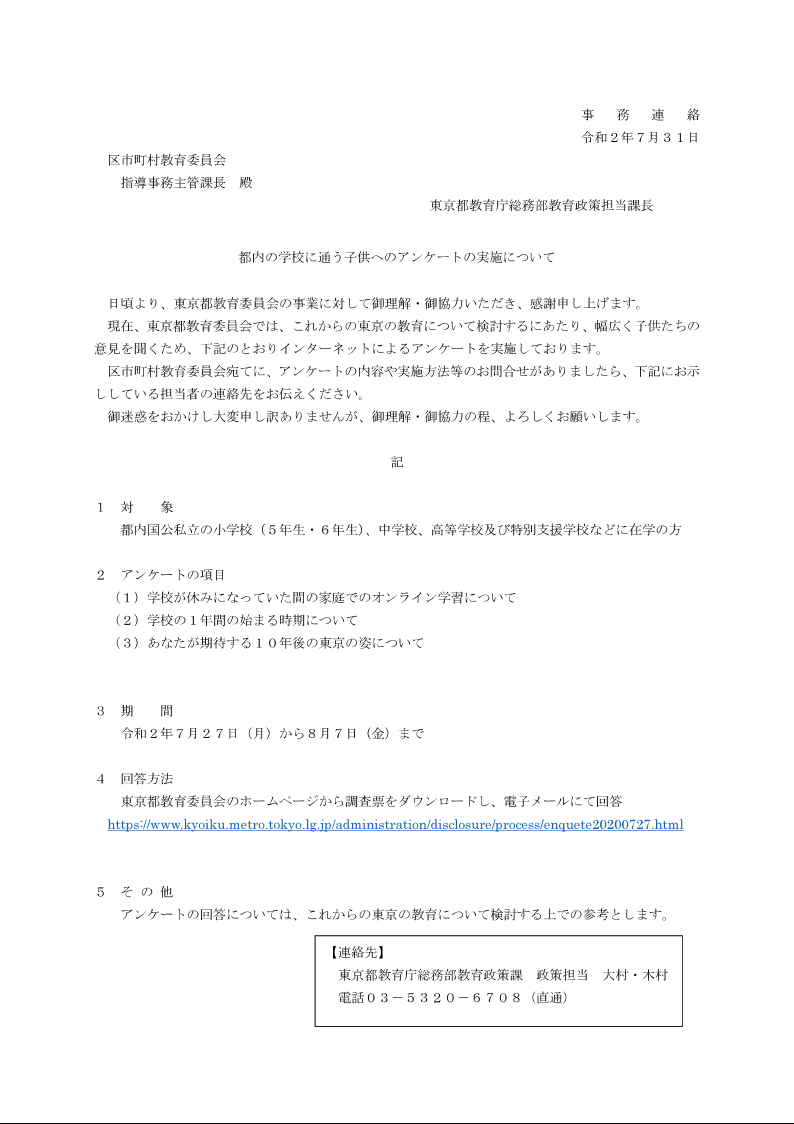 事　務　連　絡
令和２年７月３１日
区市町村教育委員会
指導事務主管課長　殿
東京都教育庁総務部教育政策担当課長
都内の学校に通う子供へのアンケートの実施について
日頃より、東京都教育委員会の事業に対して御理解・御協力いただき、感謝申し上げます。
現在、東京都教育委員会では、これからの東京の教育について検討するにあたり、幅広く子供たちの
意見を聞くため、下記のとおりインターネットによるアンケートを実施しております。
区市町村教育委員会宛てに、アンケートの内容や実施方法等のお問合せがありましたら、下記にお示
ししている担当者の連絡先をお伝えください。
御迷惑をおかけし大変申し訳ありませんが、御理解・御協力の程、よろしくお願いします。
記
１　対　　象
都内国公私立の小学校（５年生・６年生）、中学校、高等学校及び特別支援学校などに在学の方
２　アンケートの項目
（１）学校が休みになっていた間の家庭でのオンライン学習について
（２）学校の１年間の始まる時期について
（３）あなたが期待する１０年後の東京の姿について
３　期　　間
令和２年７月２７日（月）から８月７日（金）まで
４　回答方法
東京都教育委員会のホームページから調査票をダウンロードし、電子メールにて回答
https://www.kyoiku.metro.tokyo.lg.jp/administration/disclosure/process/enquete20200727.html
５　そ の 他
アンケートの回答については、これからの東京の教育について検討する上での参考とします。
【連絡先】
東京都教育庁総務部教育政策課　政策担当　大村・木村
電話０３－５３２０－６７０８（直通）